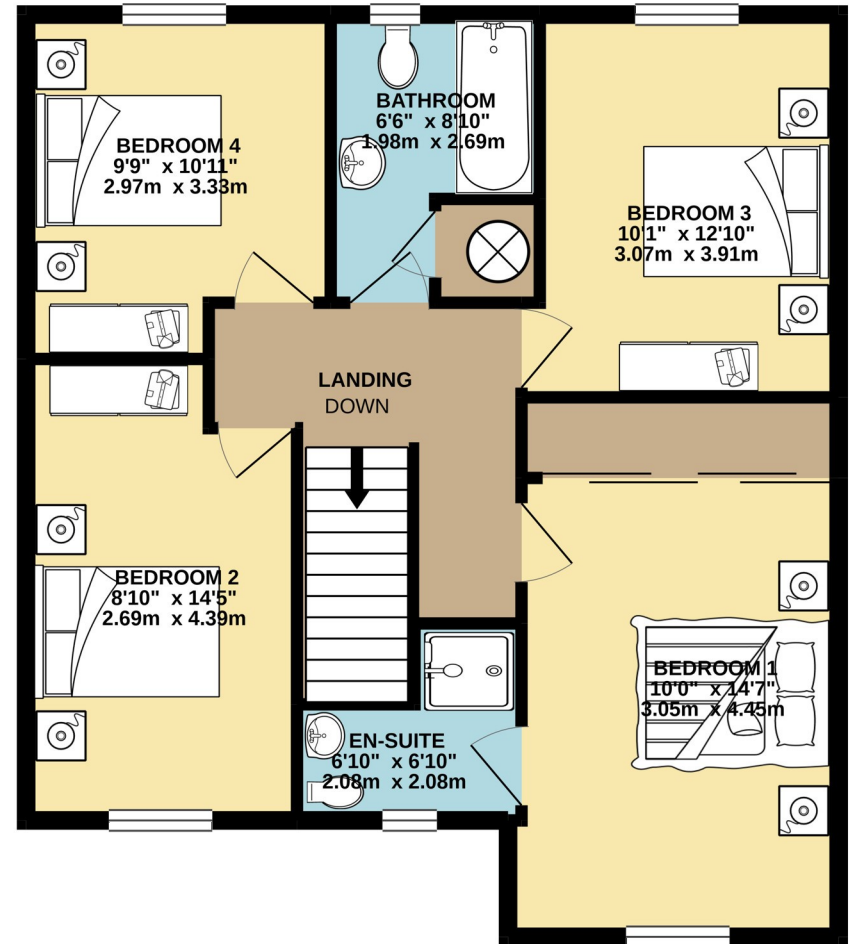 BATHROOM
6'6" x 8'10"
1.98m x 2.69m
BEDROOM 4
9'9" x 10'11"
2.97m x 3.33m
BEDROOM 3
10'1" x 12'10"
3.07m x 3.91m
LANDING
DOWN
BEDROOM 2
8'10" x 14'5"
2.69m x 4.39m
BEDROOM 1
10'0" x 14'7"
3.05m x 4.45m
EN-SUITE
6'10" x 6'10"
2.08m x 2.08m